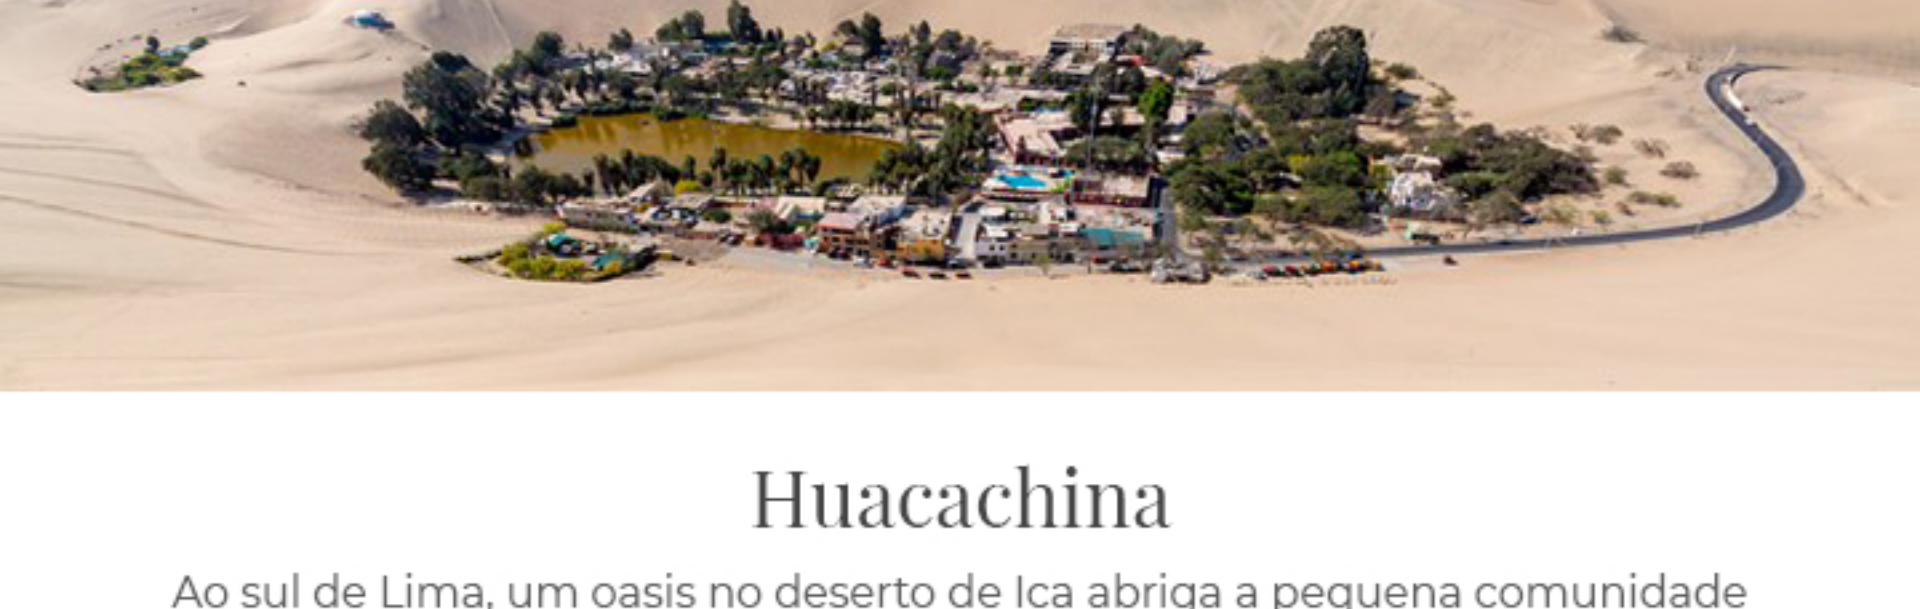 Huacachina
Ao sul de Lima, um oasis no deserto de Ica abriga a pequena comunidade